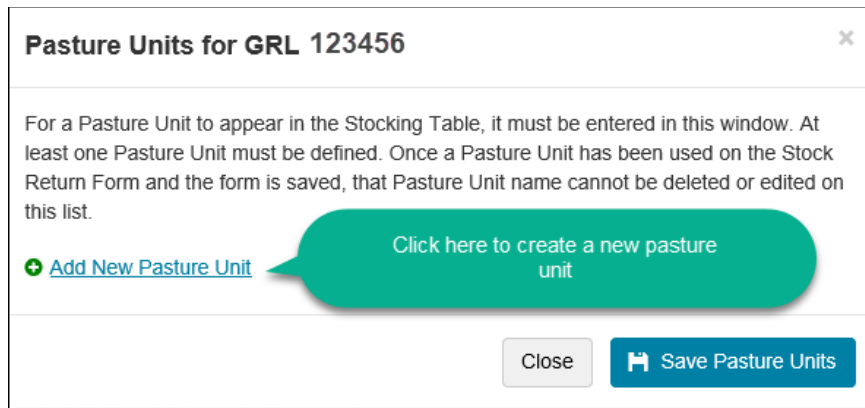 Pasture Units for GRL 123456
×
For a Pasture Unit to appear in the Stocking Table, it must be entered in this window. At
least one Pasture Unit must be defined. Once a Pasture Unit has been used on the Stock
Return Form and the form is saved, that Pasture Unit name cannot be deleted or edited on
this list.
Add New Pasture Unit
Click here to create a new pasture
unit
Close
Save Pasture Units